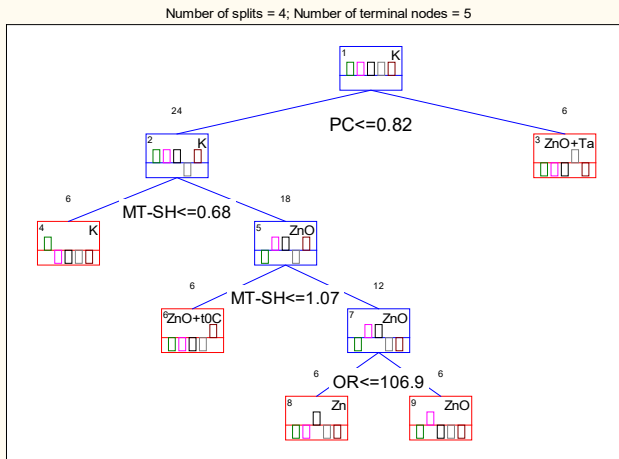 Number of splits = 4; Number of terminal nodes = 5
1 K
24 6
PC<=0.82
2 K
3 ZnO+Ta
6 18
MT-SH<=0.68
4 K
5 ZnO
6 12
MT-SH<=1.07
6 ZnO+t0C
7 ZnO
6 6
OR<=106.9
8 Zn
9 ZnO